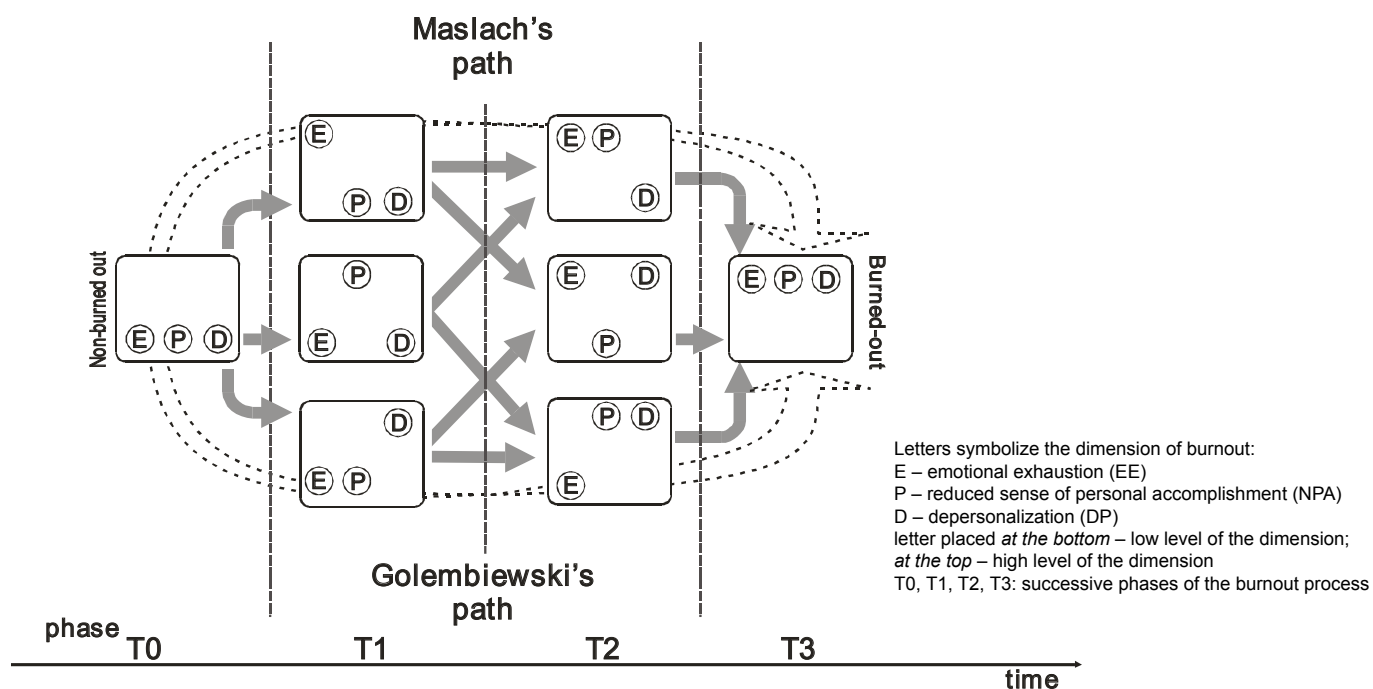 Maslach's
path
E
E P
P D
D
Non-burned out
E P D
P
E D
E D
P
E P D
Burned-out
D
E P
P D
E
Letters symbolize the dimension of burnout:
E – emotional exhaustion (EE)
P – reduced sense of personal accomplishment (NPA)
D – depersonalization (DP)
letter placed at the bottom – low level of the dimension;
at the top – high level of the dimension
T0, T1, T2, T3: successive phases of the burnout process
Golembiewski's
path
phase
T0 T1 T2 T3
time